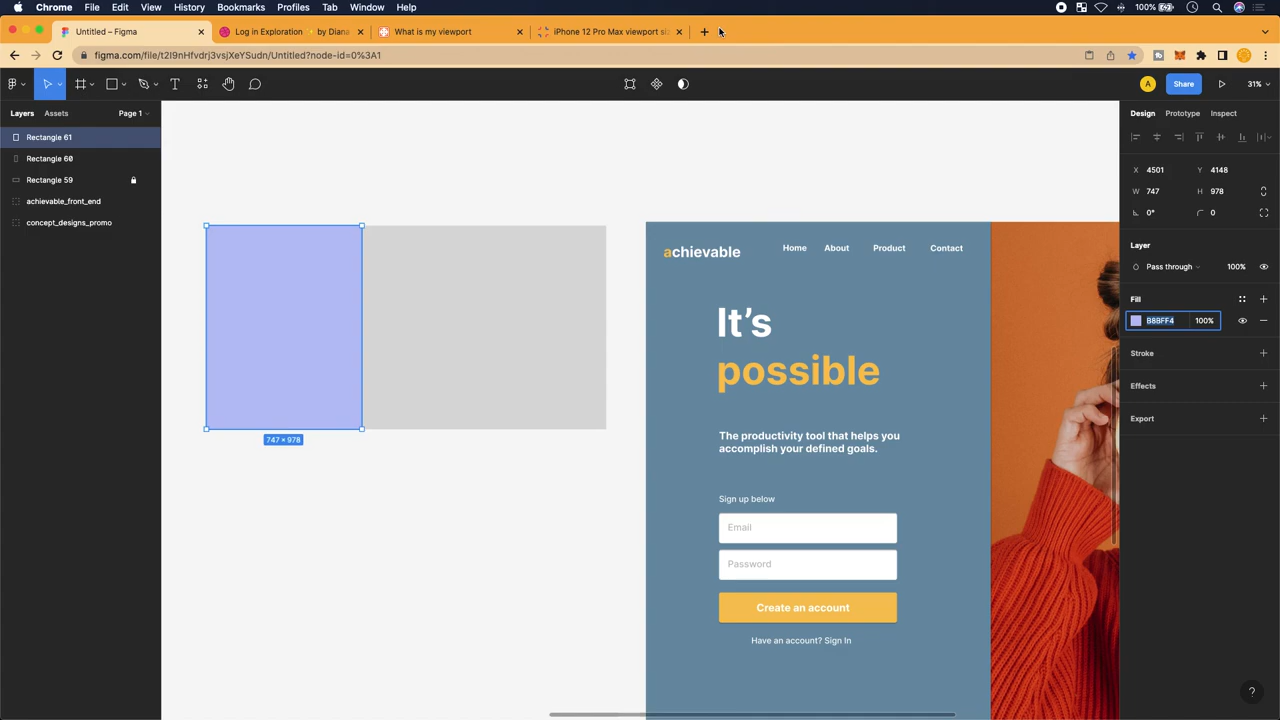 Chrome File Edit View History Bookmarks Profiles Tab Window Help 100%
Untitled – Figma
Log in Exploration by Diana
What is my viewport
iPhone 12 Pro Max viewport si
figma.com/file/t2I9nHfvdrj3vsjXeYSudn/Untitled?node-id=0%3A1
A Share 31%
Layers Assets Page 1
Design Prototype Inspect
Rectangle 61
Rectangle 60
Rectangle 59
achievable_front_end
concept_designs_promo
X 4501 Y 4148
W 747 H 978
0° 0
Layer
Pass through 100%
Fill
B8BFF4 100%
Stroke
Effects
Export
747 × 978
achievable Home About Product Contact
It’s
possible
The productivity tool that helps you
accomplish your defined goals.
Sign up below
Email
Password
Create an account
Have an account? Sign In
?